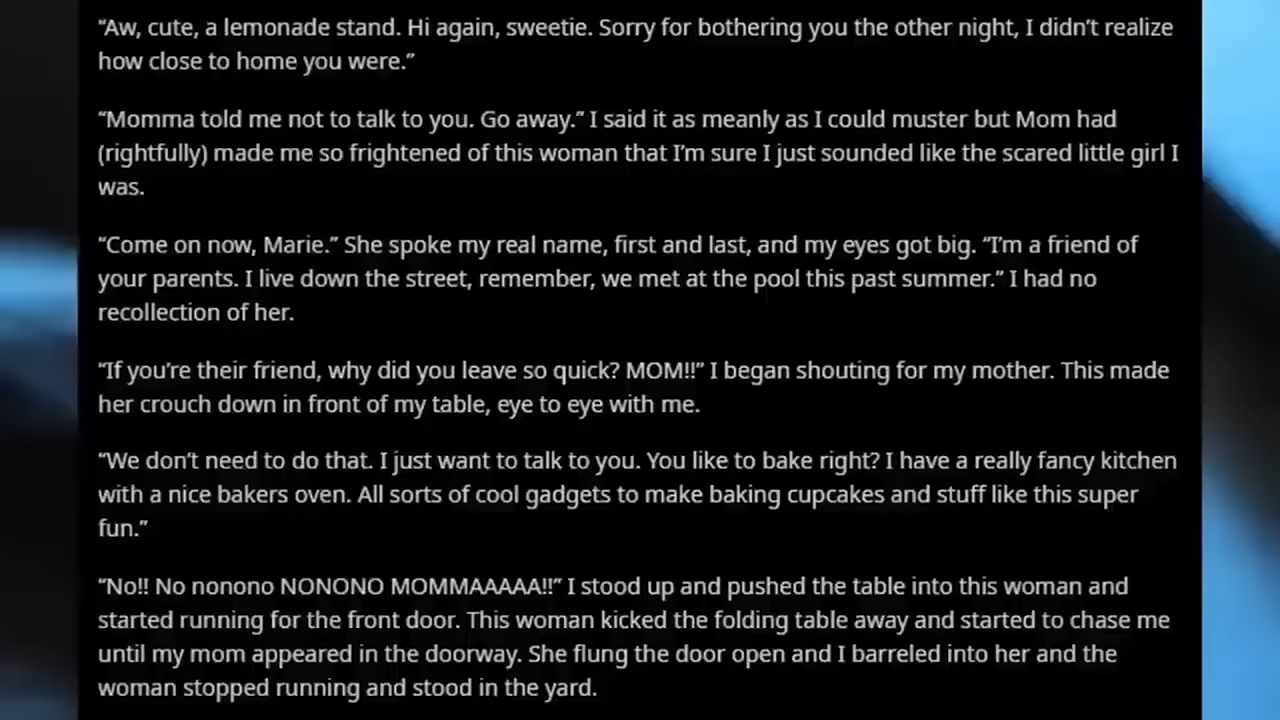 “Aw, cute, a lemonade stand. Hi again, sweetie. Sorry for bothering you the other night, I didn’t realize
how close to home you were.”
“Momma told me not to talk to you. Go away.” I said it as meanly as I could muster but Mom had
(rightfully) made me so frightened of this woman that I’m sure I just sounded like the scared little girl I
was.
“Come on now, Marie.” She spoke my real name, first and last, and my eyes got big. “I’m a friend of
your parents. I live down the street, remember, we met at the pool this past summer.” I had no
recollection of her.
“If you’re their friend, why did you leave so quick? MOM!!” I began shouting for my mother. This made
her crouch down in front of my table, eye to eye with me.
“We don’t need to do that. I just want to talk to you. You like to bake right? I have a really fancy kitchen
with a nice bakers oven. All sorts of cool gadgets to make baking cupcakes and stuff like this super
fun.”
“No!! No nonono NONONO MOMMAAAAA!!” I stood up and pushed the table into this woman and
started running for the front door. This woman kicked the folding table away and started to chase me
until my mom appeared in the doorway. She flung the door open and I barreled into her and the
woman stopped running and stood in the yard.